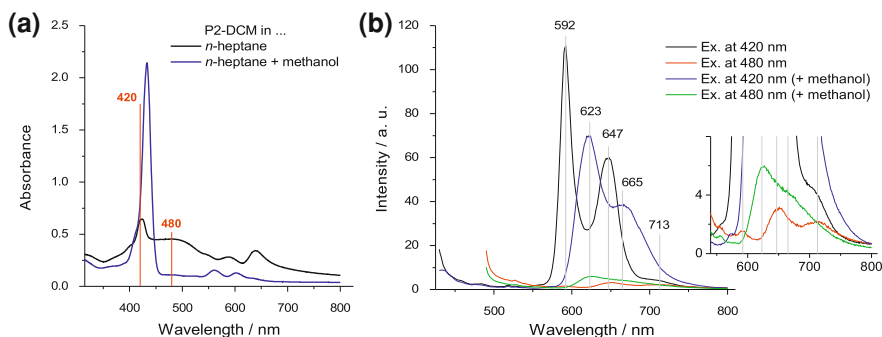 (a)
P2-DCM in ...
n-heptane
n-heptane + methanol
420
480
2.5
2.0
1.5
1.0
0.5
0.0
Absorbance
400 500 600 700 800
Wavelength / nm
(b)
592
Ex. at 420 nm
Ex. at 480 nm
Ex. at 420 nm (+ methanol)
Ex. at 480 nm (+ methanol)
623
647
665
713
120
100
80
60
40
20
0
Intensity / a. u.
500 600 700 800
Wavelength / nm
8
4
0
600 700 800